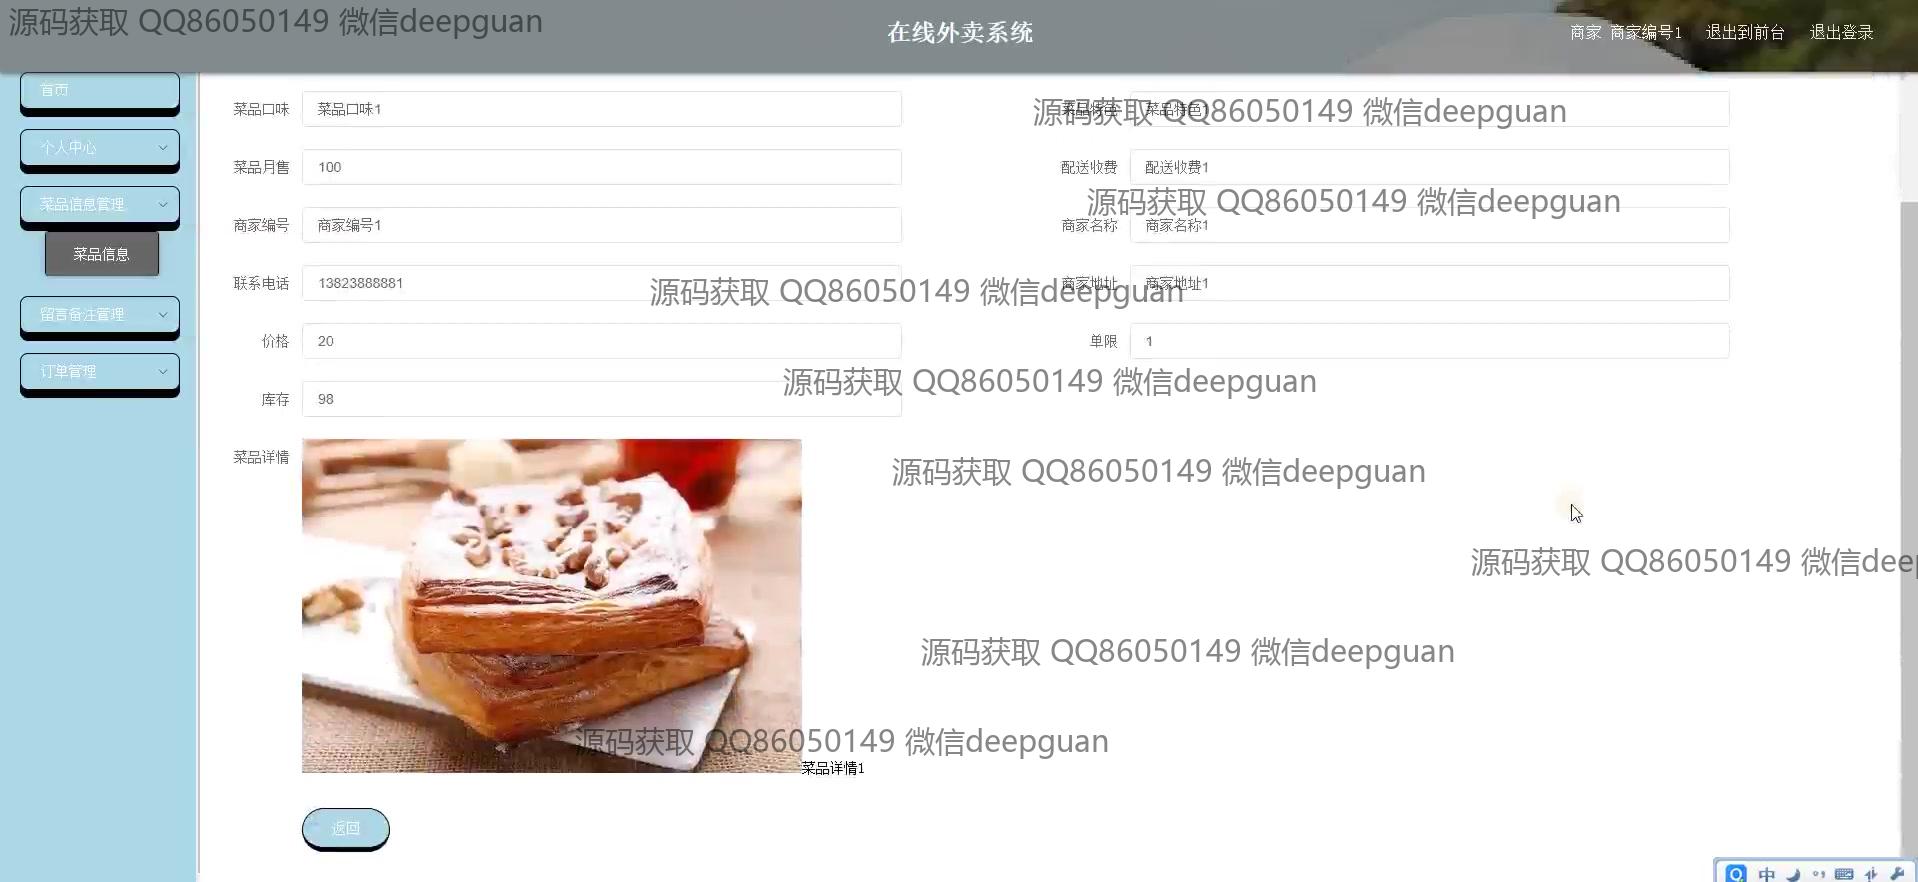 源码获取 QQ86050149 微信deepguan
在线外卖系统
商家 商家编号1 退出到前台 退出登录
首页
个人中心
菜品信息管理
菜品信息
留言备注管理
订单管理
菜品口味 菜品口味1 菜品特色 菜品特色1
源码获取 QQ86050149 微信deepguan
菜品月售 100 配送收费 配送收费1
源码获取 QQ86050149 微信deepguan
商家编号 商家编号1 商家名称 商家名称1
联系电话 13823888881 商家地址 商家地址1
源码获取 QQ86050149 微信deepguan
价格 20 单限 1
源码获取 QQ86050149 微信deepguan
库存 98
菜品详情
源码获取 QQ86050149 微信deepguan
源码获取 QQ86050149 微信deep
源码获取 QQ86050149 微信deepguan
源码获取 QQ86050149 微信deepguan
菜品详情1
返回
中